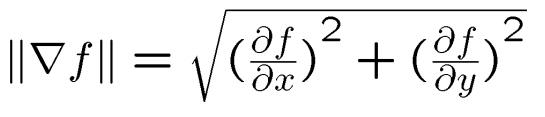 ||∇f|| = √((∂f/∂x)² + (∂f/∂y)²)